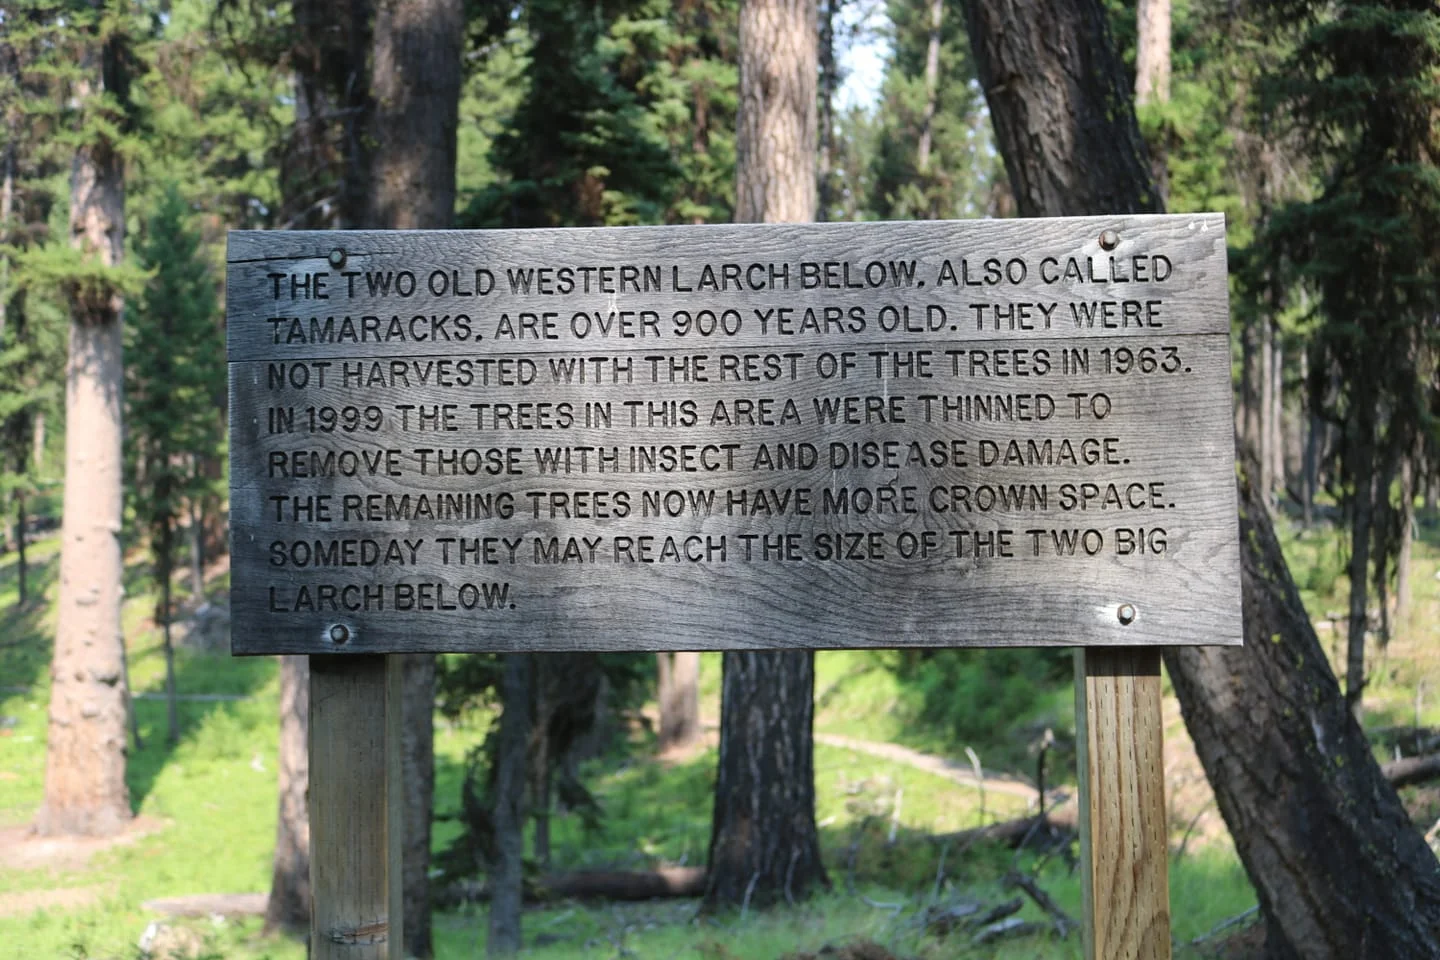 THE TWO OLD WESTERN LARCH BELOW, ALSO CALLED
TAMARACKS, ARE OVER 900 YEARS OLD. THEY WERE
NOT HARVESTED WITH THE REST OF THE TREES IN 1963.
IN 1999 THE TREES IN THIS AREA WERE THINNED TO
REMOVE THOSE WITH INSECT AND DISEASE DAMAGE.
THE REMAINING TREES NOW HAVE MORE CROWN SPACE.
SOMEDAY THEY MAY REACH THE SIZE OF THE TWO BIG
LARCH BELOW.